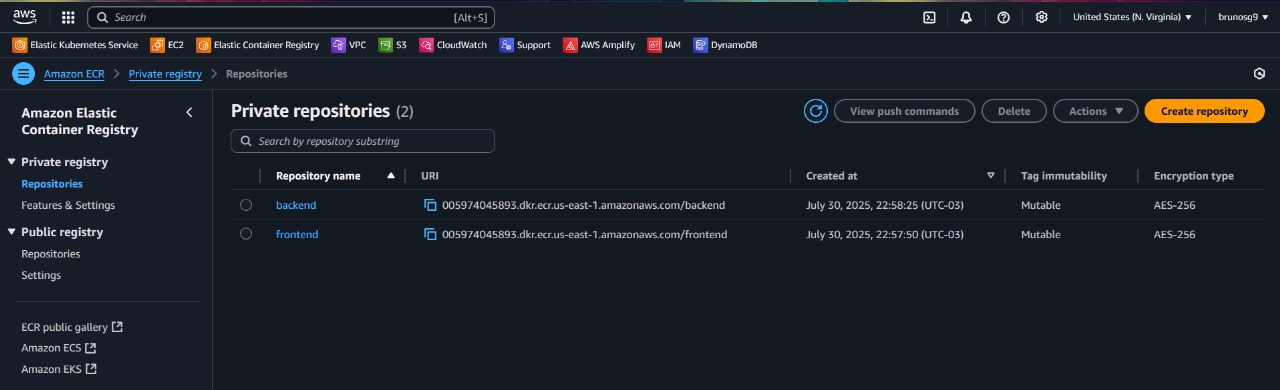 aws Search [Alt+S] United States (N. Virginia) brunosg9
Elastic Kubernetes Service EC2 Elastic Container Registry VPC S3 CloudWatch Support AWS Amplify IAM DynamoDB
Amazon ECR Private registry Repositories
Amazon Elastic
Container Registry
Private registry
Repositories
Features & Settings
Public registry
Repositories
Settings
ECR public gallery
Amazon ECS
Amazon EKS
Private repositories (2) View push commands Delete Actions Create repository
Search by repository substring
Repository name URI Created at Tag immutability Encryption type
backend 005974045893.dkr.ecr.us-east-1.amazonaws.com/backend July 30, 2025, 22:58:25 (UTC-03) Mutable AES-256
frontend 005974045893.dkr.ecr.us-east-1.amazonaws.com/frontend July 30, 2025, 22:57:50 (UTC-03) Mutable AES-256